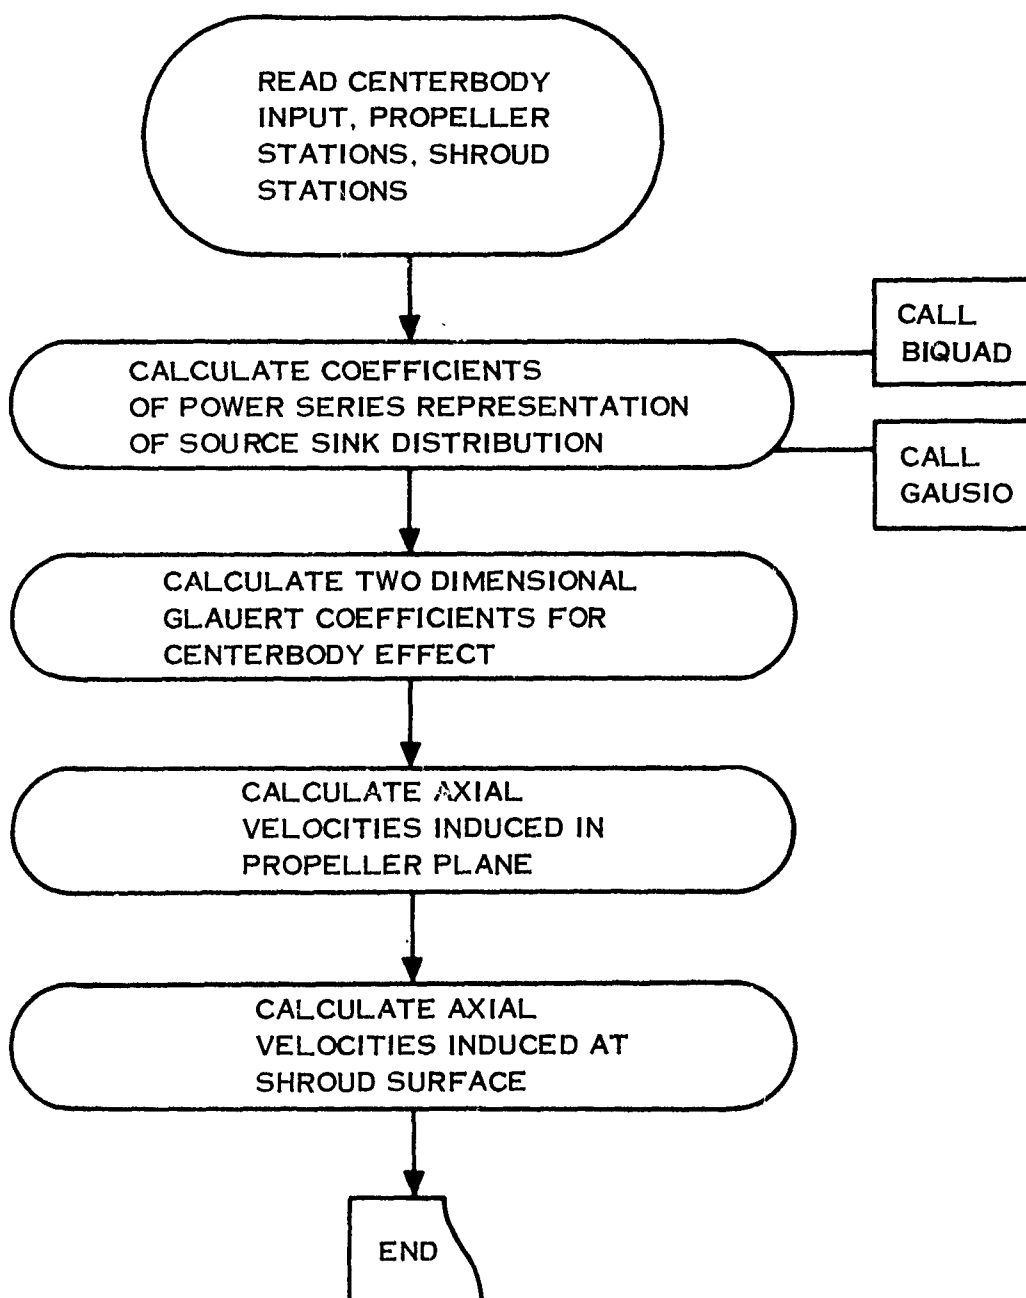 READ CENTERBODY
INPUT, PROPELLER
STATIONS, SHROUD
STATIONS
CALL
BIQUAD
CALCULATE COEFFICIENTS
OF POWER SERIES REPRESENTATION
OF SOURCE SINK DISTRIBUTION
CALL
GAUSIO
CALCULATE TWO DIMENSIONAL
GLAUERT COEFFICIENTS FOR
CENTERBODY EFFECT
CALCULATE AXIAL
VELOCITIES INDUCED IN
PROPELLER PLANE
CALCULATE AXIAL
VELOCITIES INDUCED AT
SHROUD SURFACE
END